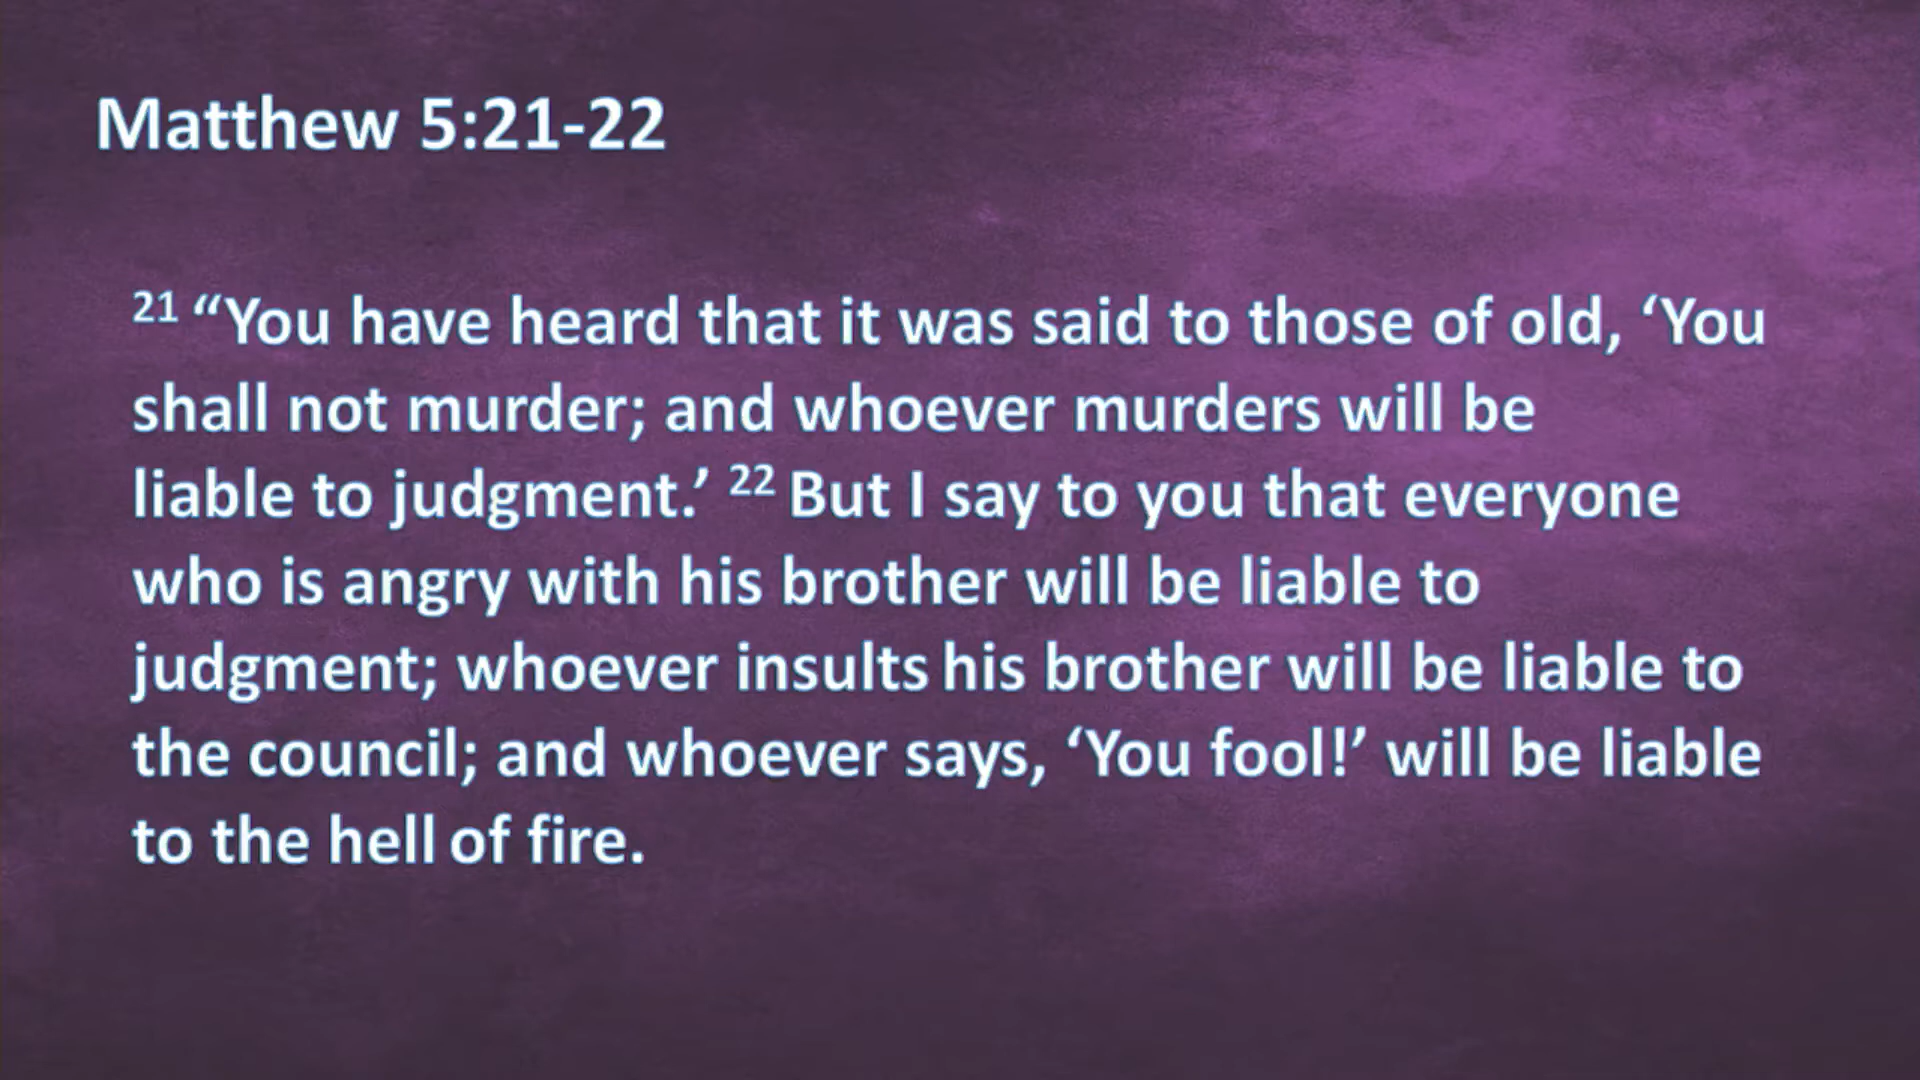 Matthew 5:21-22
21 “You have heard that it was said to those of old, ‘You
shall not murder; and whoever murders will be
liable to judgment.’ 22 But I say to you that everyone
who is angry with his brother will be liable to
judgment; whoever insults his brother will be liable to
the council; and whoever says, ‘You fool!’ will be liable
to the hell of fire.